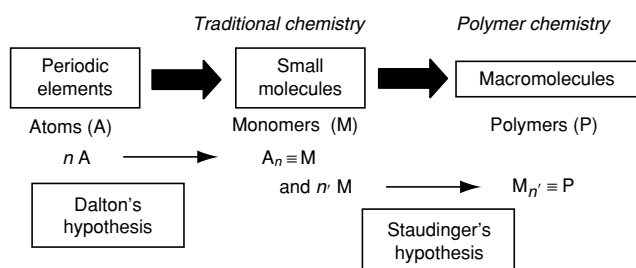 Traditional chemistry
Polymer chemistry
Periodic
elements
Small
molecules
Macromolecules
Atoms (A)
Monomers (M)
Polymers (P)
n A
Aₙ ≡ M
and n′ M
Mₙ′ ≡ P
Dalton's
hypothesis
Staudinger's
hypothesis